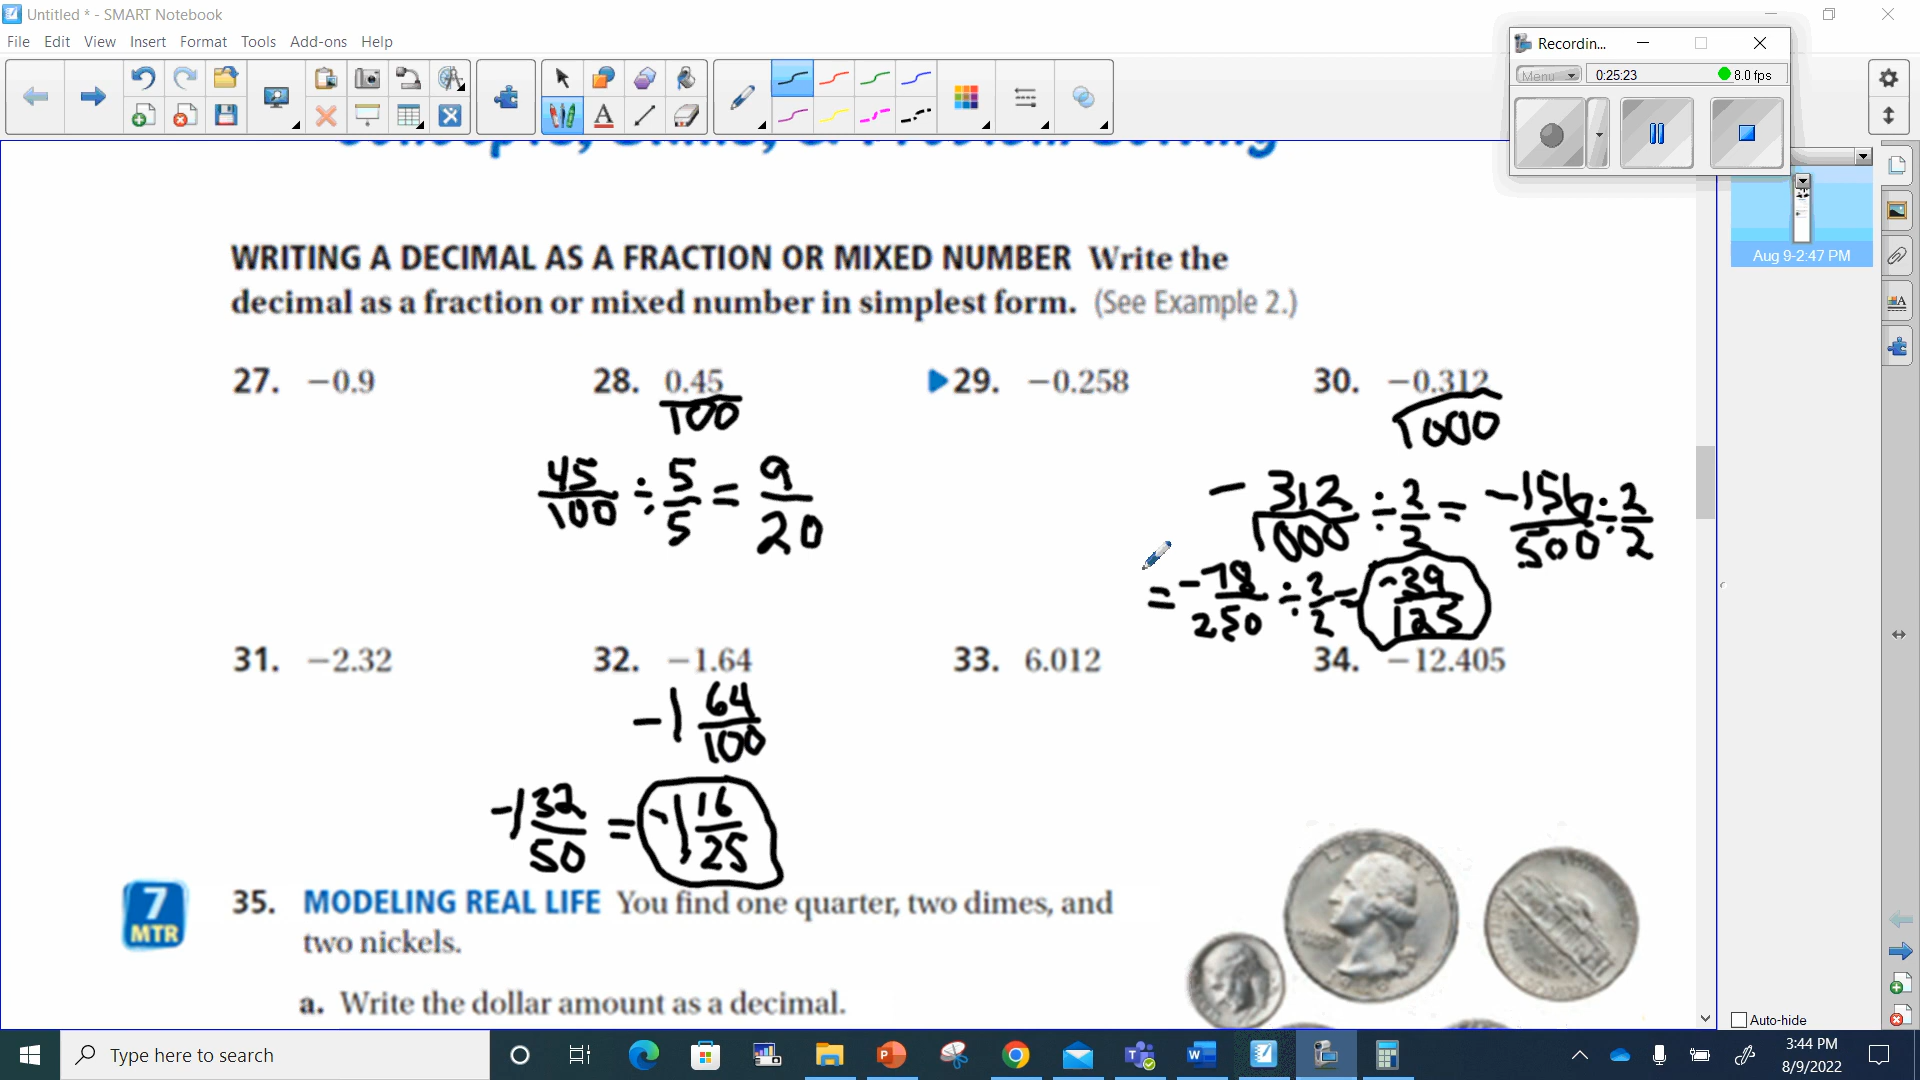 Untitled * - SMART Notebook
File Edit View Insert Format Tools Add-ons Help
Recordin...
Menu 0:25:23 8.0 fps
Aug 9-2:47 PM
WRITING A DECIMAL AS A FRACTION OR MIXED NUMBER Write the
decimal as a fraction or mixed number in simplest form. (See Example 2.)
27. −0.9 28. 0.45 29. −0.258 30. −0.312
100 1000
45/100 ÷ 5/5 = 9/20
- 312/1000 ÷ 2/2 = -156/500 ÷ 2/2
= -78/250 ÷ 2/2 = -39/125
31. −2.32 32. −1.64 33. 6.012 34. −12.405
-1 64/100
-1 32/50 = -1 16/25
7
MTR
35. MODELING REAL LIFE You find one quarter, two dimes, and
two nickels.
a. Write the dollar amount as a decimal.
LIBERTY
Auto-hide
Type here to search
3:44 PM
8/9/2022